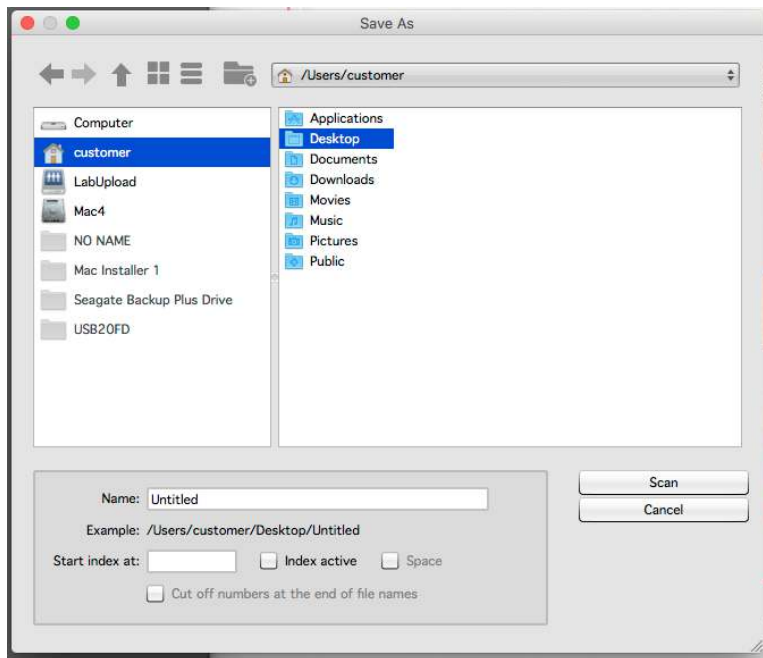 Save As
/Users/customer
Computer
customer
LabUpload
Mac4
NO NAME
Mac Installer 1
Seagate Backup Plus Drive
USB20FD
Applications
Desktop
Documents
Downloads
Movies
Music
Pictures
Public
Name: Untitled
Example: /Users/customer/Desktop/Untitled
Start index at: Index active Space
Cut off numbers at the end of file names
Scan
Cancel